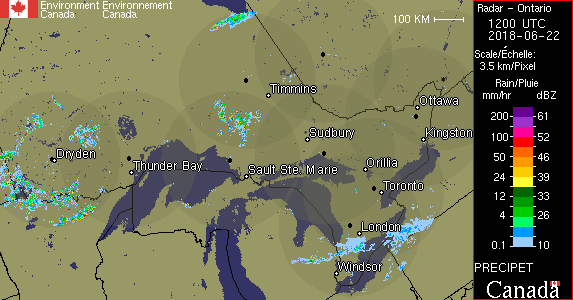 Environment Environnement
Canada Canada
100 KM
Timmins
Ottawa
Sudbury
Kingston
Dryden
Thunder Bay
Sault Ste. Marie
Orillia
Toronto
London
Windsor
Radar - Ontario
1200 UTC
2018-06-22
Scale/Échelle:
3.5 km/Pixel
Rain/Pluie
mm/hr dBZ
200 61
100 52
50 46
24 39
12 33
4 26
0.1 10
PRECIPET
Canada